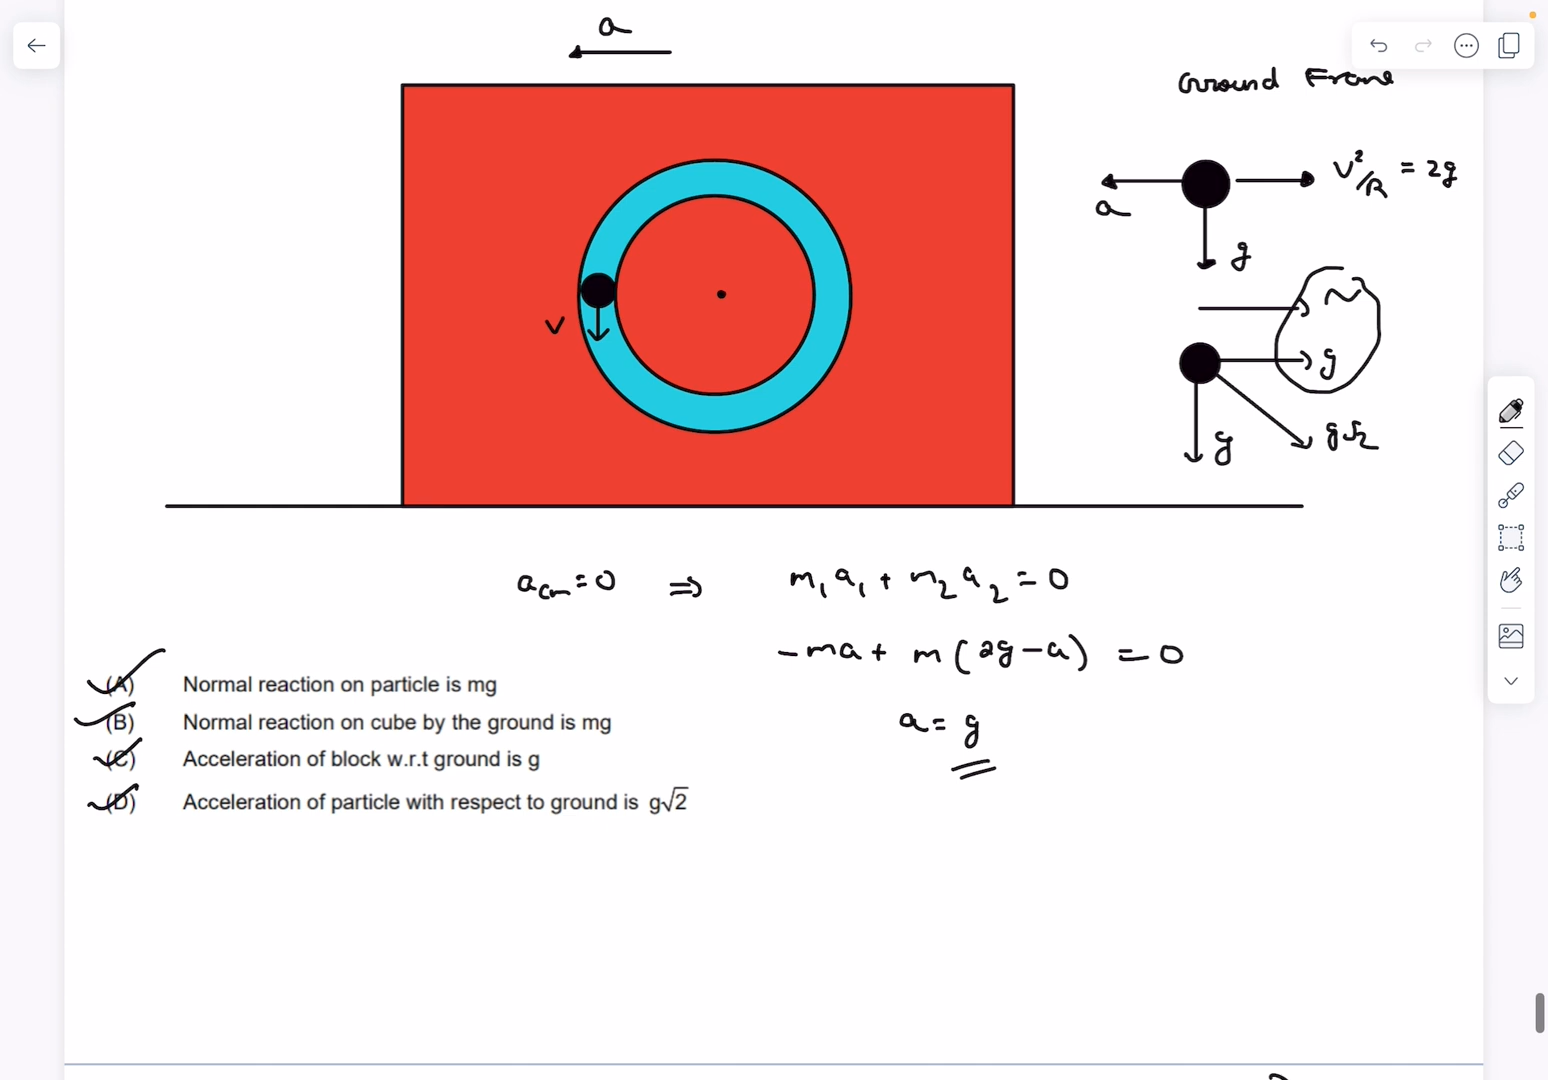 a
Ground Frame
V²/R = 2g
a
g
N
V
g
g
g√2
a_cm = 0 ⇒ m₁a₁ + m₂a₂ = 0
-ma + m(2g-a) = 0
(A) Normal reaction on particle is mg
(B) Normal reaction on cube by the ground is mg
a = g
(C) Acceleration of block w.r.t ground is g
(D) Acceleration of particle with respect to ground is g√2